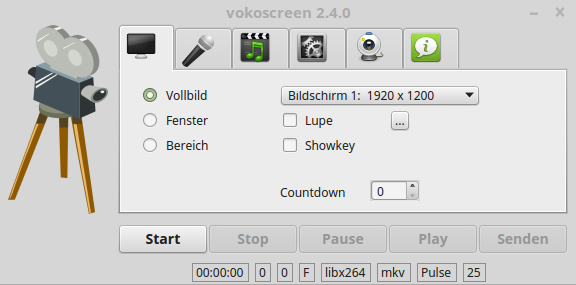 vokoscreen 2.4.0
Vollbild
Bildschirm 1: 1920 x 1200
Fenster
Lupe
...
Bereich
Showkey
Countdown
0
Start Stop Pause Play Senden
00:00:00 0 0 F libx264 mkv Pulse 25